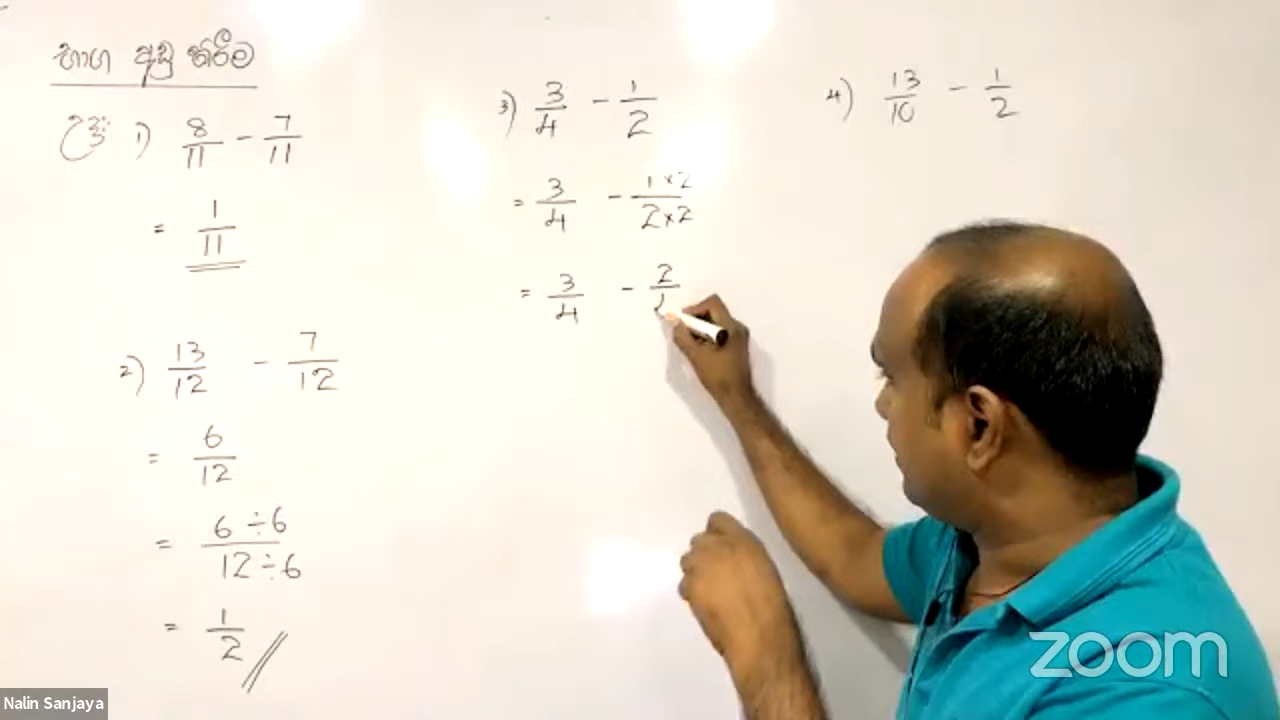 භාග අඩු කිරීම
උදා: 1) 8/11 - 7/11
= 1/11
2) 13/12 - 7/12
= 6/12
= 6 ÷ 6/12 ÷ 6
= 1/2
3) 3/4 - 1/2
= 3/4 - 1 × 2/2 × 2
= 3/4 - 2/
4) 13/10 - 1/2
zoom
Nalin Sanjaya